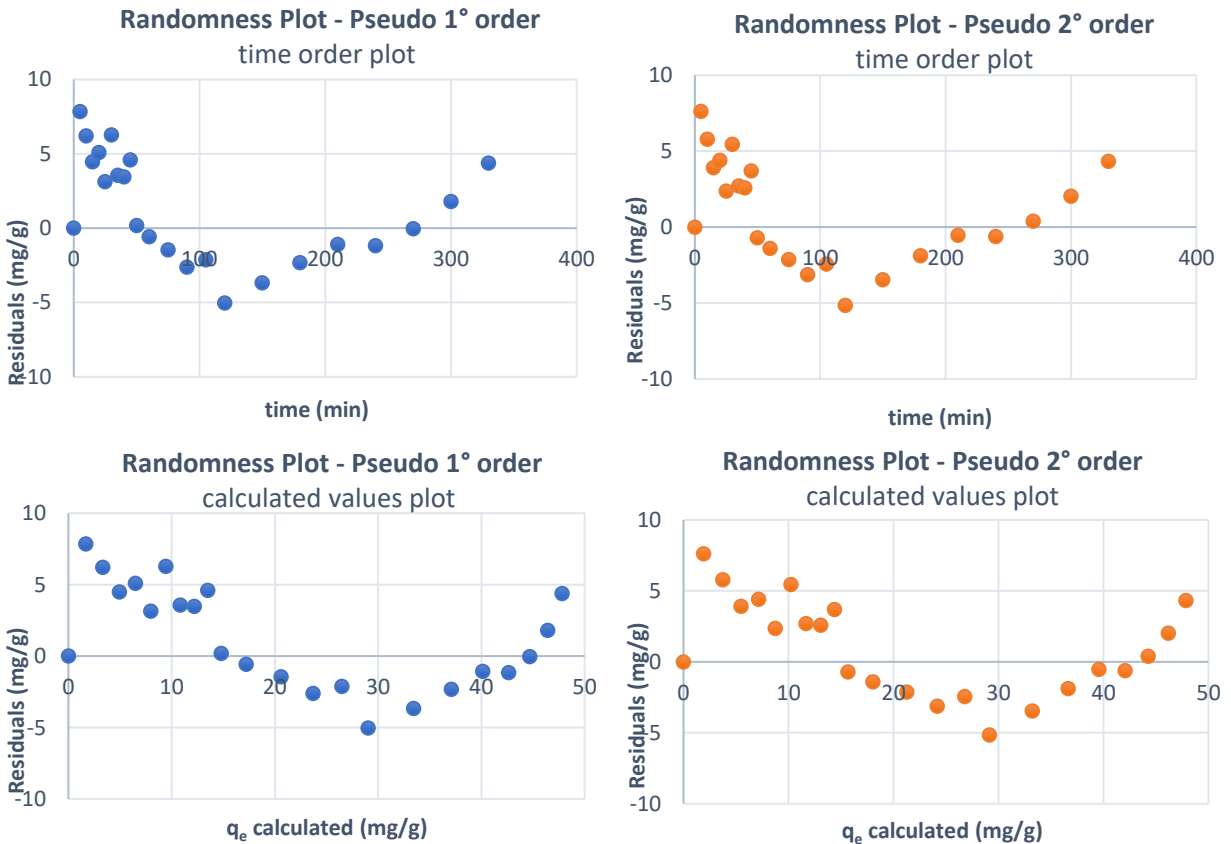 Randomness Plot - Pseudo 1° order
time order plot
10
5
0
-5
-10
0
100
200
300
400
Residuals (mg/g)
time (min)
Randomness Plot - Pseudo 2° order
time order plot
10
5
0
-5
-10
0
100
200
300
400
Residuals (mg/g)
time (min)
Randomness Plot - Pseudo 1° order
calculated values plot
10
5
0
-5
-10
0
10
20
30
40
50
Residuals (mg/g)
qₑ calculated (mg/g)
Randomness Plot - Pseudo 2° order
calculated values plot
10
5
0
-5
-10
0
10
20
30
40
50
Residuals (mg/g)
qₑ calculated (mg/g)